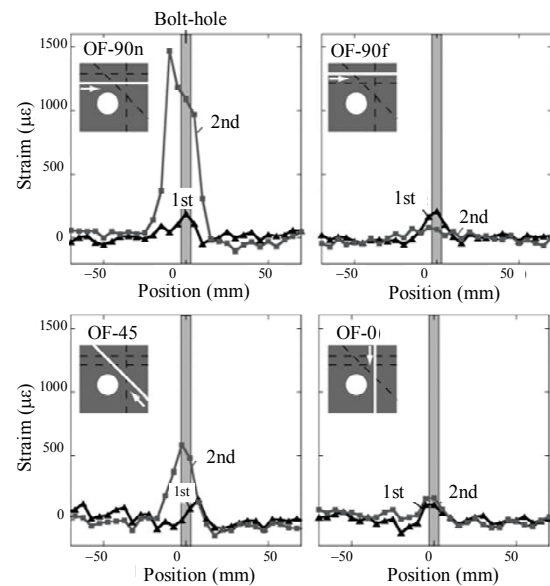 Bolt-hole
OF-90n
OF-90f
1500
1000
500
0
Straim (με)
2nd
1st
1st
2nd
−50
0
50
−50
0
50
Position (mm)
Position (mm)
OF-45
OF-0
1500
1000
500
0
Straim (με)
2nd
1st
1st
2nd
−50
0
50
−50
0
50
Position (mm)
Position (mm)